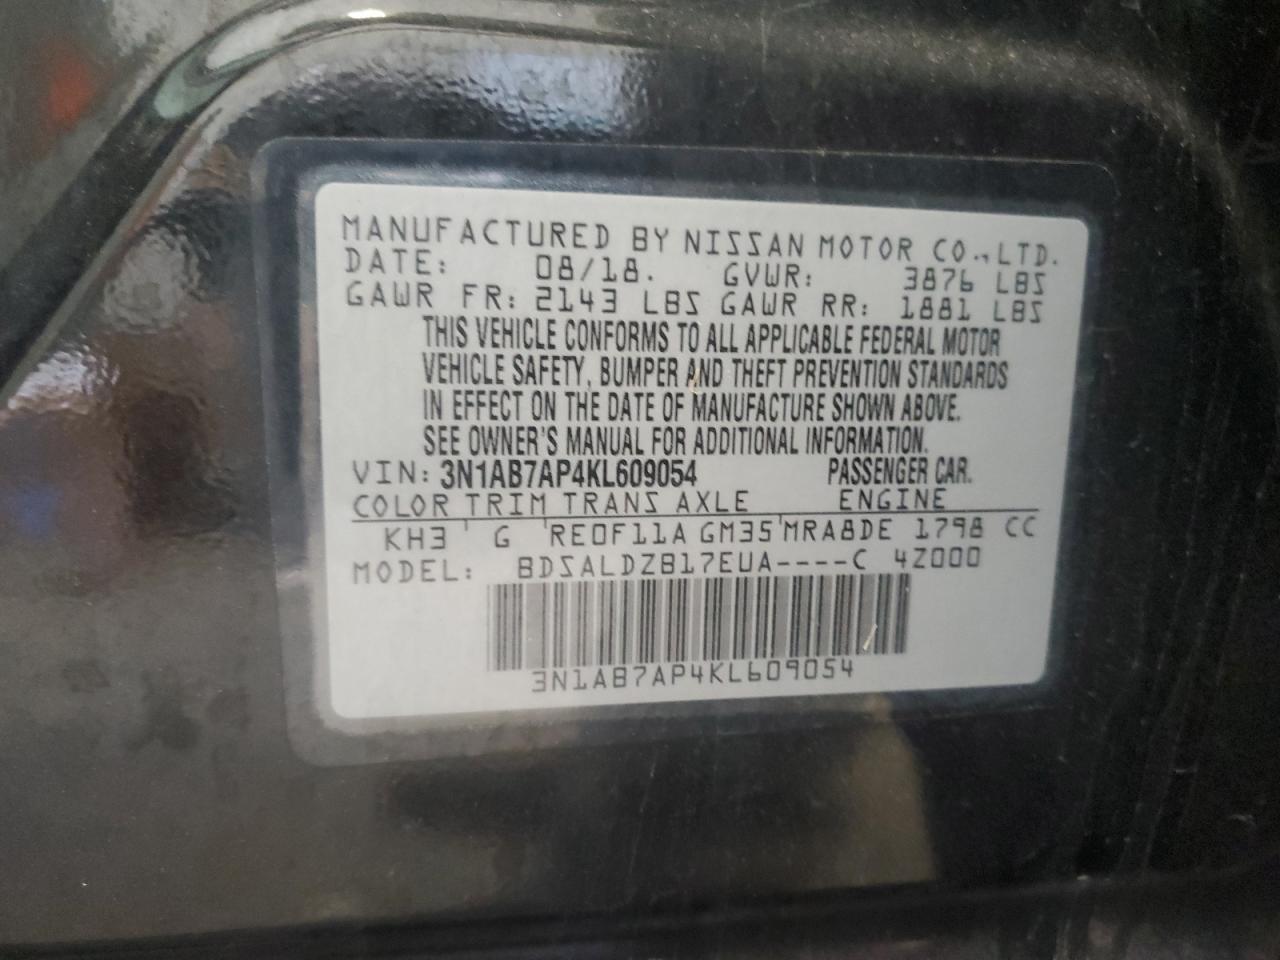 MANUFACTURED BY NISSAN MOTOR CO.,LTD.
DATE: 08/18. GVWR: 3876 LBS
GAWR FR: 2143 LBS GAWR RR: 1881 LBS
THIS VEHICLE CONFORMS TO ALL APPLICABLE FEDERAL MOTOR
VEHICLE SAFETY, BUMPER AND THEFT PREVENTION STANDARDS
IN EFFECT ON THE DATE OF MANUFACTURE SHOWN ABOVE.
SEE OWNER'S MANUAL FOR ADDITIONAL INFORMATION.
VIN: 3N1AB7AP4KL609054 PASSENGER CAR.
COLOR TRIM TRANS AXLE ENGINE
KH3 G RE0F11A GM35 MRA8DE 1798 CC
MODEL: BDSALDZB17EUA----C 4Z000
3N1AB7AP4KL609054